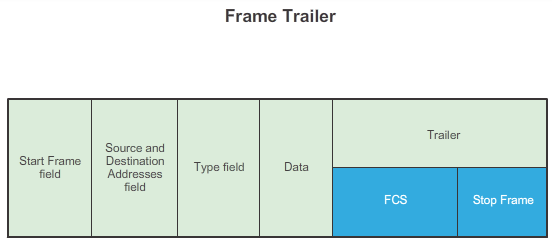 Frame Trailer
Start Frame
field
Source and
Destination
Addresses
field
Type field
Data
Trailer
FCS
Stop Frame